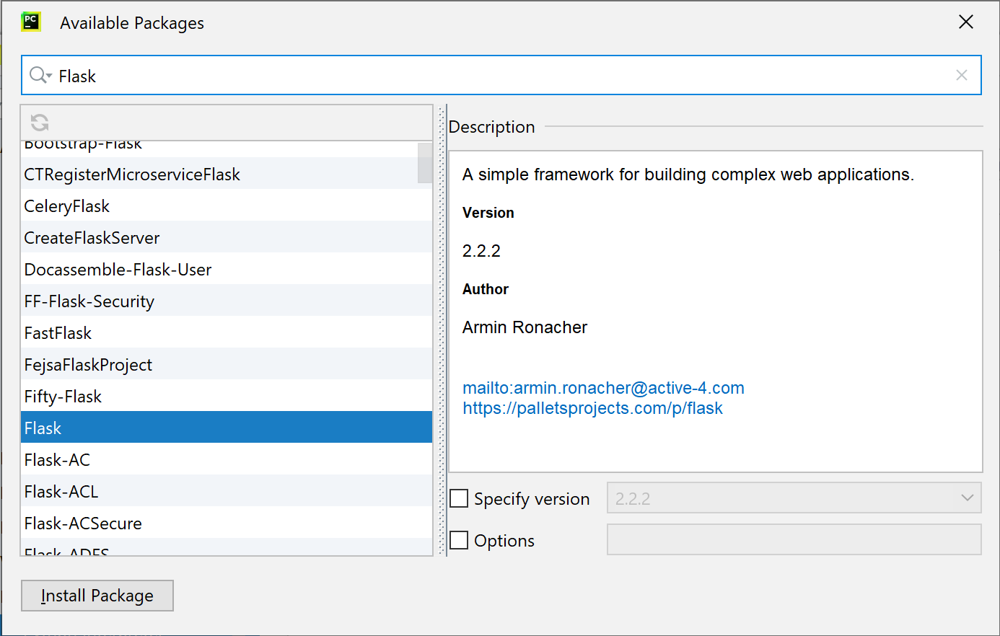 PC
Available Packages
Flask
Bootstrap-Flask
CTRegisterMicroserviceFlask
CeleryFlask
CreateFlaskServer
Docassemble-Flask-User
FF-Flask-Security
FastFlask
FejsaFlaskProject
Fifty-Flask
Flask
Flask-AC
Flask-ACL
Flask-ACSecure
Flask-ADFS
Description
A simple framework for building complex web applications.
Version
2.2.2
Author
Armin Ronacher
mailto:armin.ronacher@active-4.com
https://palletsprojects.com/p/flask
Specify version 2.2.2
Options
Install Package